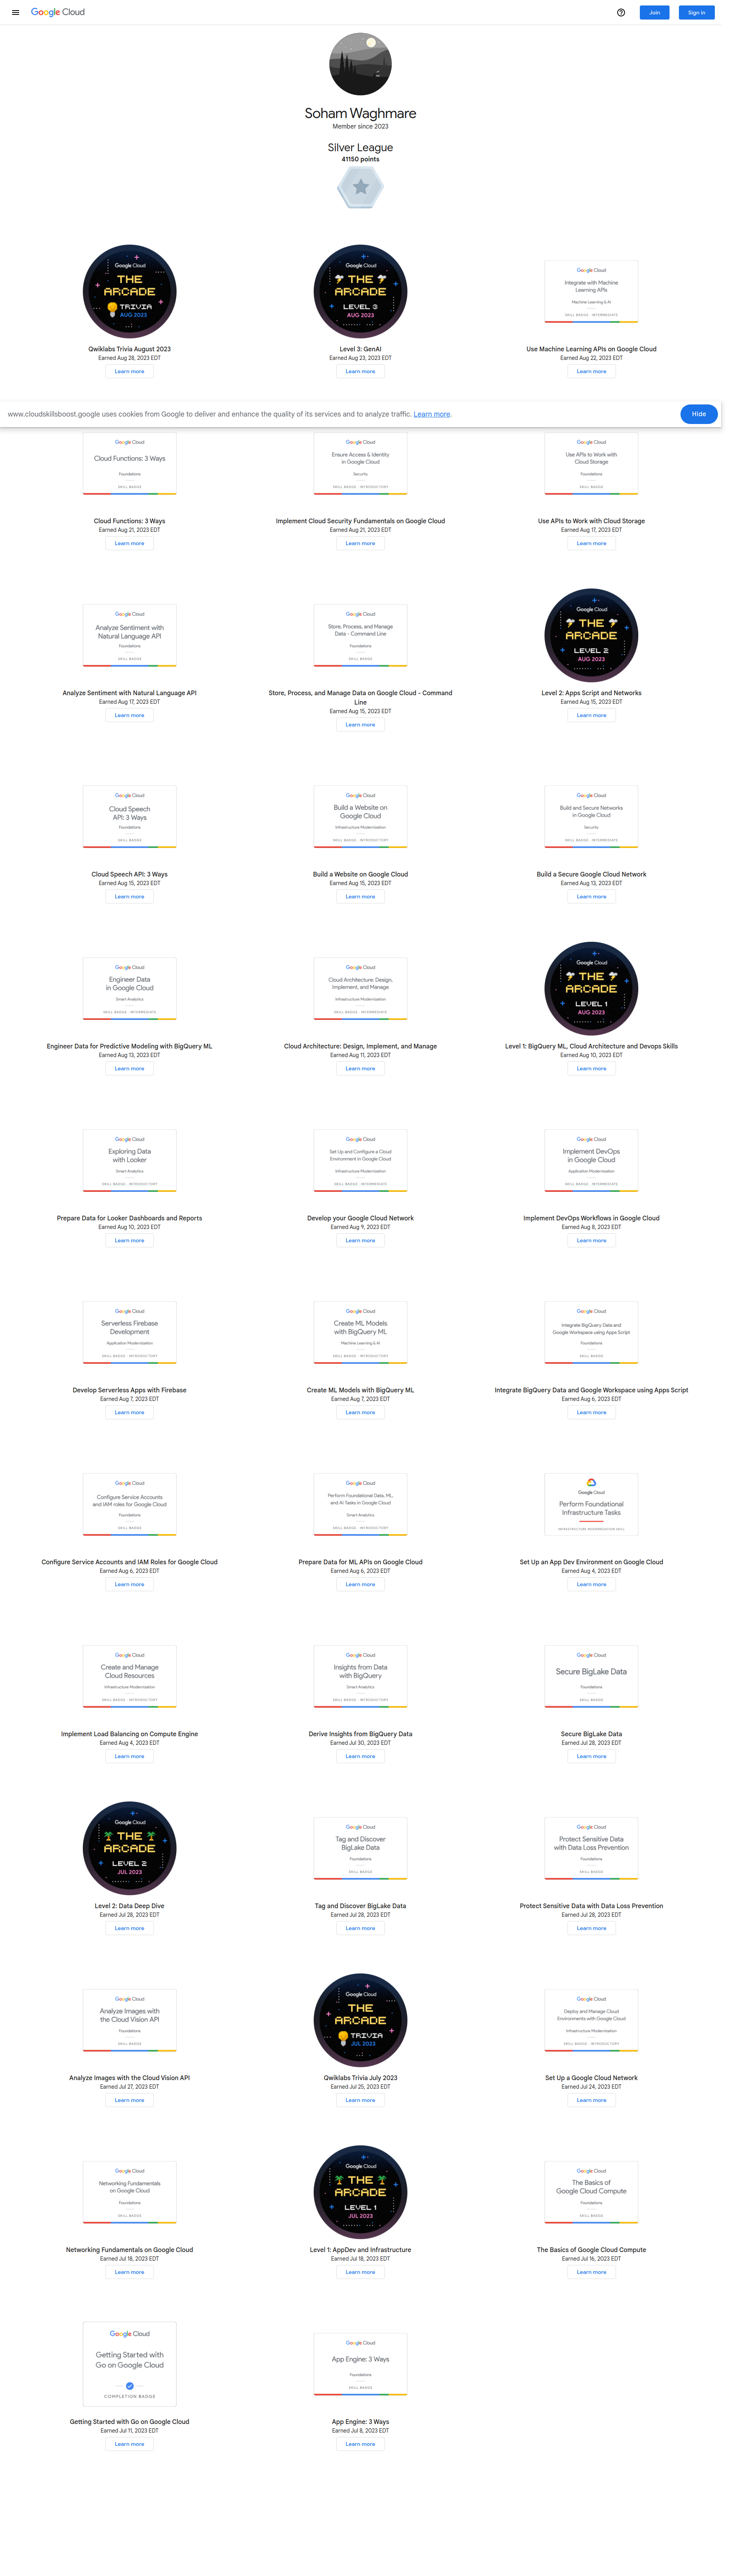 Google Cloud
Join
Sign in
Soham Waghmare
Member since 2023
Silver League
41150 points
Google Cloud
THE
ARCADE
TRIVIA
AUG 2023
Qwiklabs Trivia August 2023
Earned Aug 28, 2023 EDT
Learn more
Google Cloud
THE
ARCADE
LEVEL 3
AUG 2023
Level 3: GenAI
Earned Aug 23, 2023 EDT
Learn more
Google Cloud
Integrate with Machine
Learning APIs
Machine Learning & AI
SKILL BADGE · INTERMEDIATE
Use Machine Learning APIs on Google Cloud
Earned Aug 22, 2023 EDT
Learn more
www.cloudskillsboost.google uses cookies from Google to deliver and enhance the quality of its services and to analyze traffic. Learn more.
Hide
Google Cloud
Cloud Functions: 3 Ways
Foundations
SKILL BADGE
Cloud Functions: 3 Ways
Earned Aug 21, 2023 EDT
Learn more
Google Cloud
Ensure Access & Identity
in Google Cloud
Security
SKILL BADGE · INTRODUCTORY
Implement Cloud Security Fundamentals on Google Cloud
Earned Aug 21, 2023 EDT
Learn more
Google Cloud
Use APIs to Work with
Cloud Storage
Foundations
SKILL BADGE
Use APIs to Work with Cloud Storage
Earned Aug 17, 2023 EDT
Learn more
Google Cloud
Analyze Sentiment with
Natural Language API
Foundations
SKILL BADGE
Analyze Sentiment with Natural Language API
Earned Aug 17, 2023 EDT
Learn more
Google Cloud
Store, Process, and Manage
Data - Command Line
Foundations
SKILL BADGE
Store, Process, and Manage Data on Google Cloud - Command
Line
Earned Aug 15, 2023 EDT
Learn more
Google Cloud
THE
ARCADE
LEVEL 2
AUG 2023
Level 2: Apps Script and Networks
Earned Aug 15, 2023 EDT
Learn more
Google Cloud
Cloud Speech
API: 3 Ways
Foundations
SKILL BADGE
Cloud Speech API: 3 Ways
Earned Aug 15, 2023 EDT
Learn more
Google Cloud
Build a Website on
Google Cloud
Infrastructure Modernization
SKILL BADGE · INTRODUCTORY
Build a Website on Google Cloud
Earned Aug 15, 2023 EDT
Learn more
Google Cloud
Build and Secure Networks
in Google Cloud
Security
SKILL BADGE · INTERMEDIATE
Build a Secure Google Cloud Network
Earned Aug 13, 2023 EDT
Learn more
Google Cloud
Engineer Data
in Google Cloud
Smart Analytics
SKILL BADGE · INTERMEDIATE
Engineer Data for Predictive Modeling with BigQuery ML
Earned Aug 13, 2023 EDT
Learn more
Google Cloud
Cloud Architecture: Design,
Implement, and Manage
Infrastructure Modernization
SKILL BADGE · INTERMEDIATE
Cloud Architecture: Design, Implement, and Manage
Earned Aug 11, 2023 EDT
Learn more
Google Cloud
THE
ARCADE
LEVEL 1
AUG 2023
Level 1: BigQuery ML, Cloud Architecture and Devops Skills
Earned Aug 10, 2023 EDT
Learn more
Google Cloud
Exploring Data
with Looker
Smart Analytics
SKILL BADGE · INTRODUCTORY
Prepare Data for Looker Dashboards and Reports
Earned Aug 10, 2023 EDT
Learn more
Google Cloud
Set Up and Configure a Cloud
Environment in Google Cloud
Infrastructure Modernization
SKILL BADGE · INTERMEDIATE
Develop your Google Cloud Network
Earned Aug 9, 2023 EDT
Learn more
Google Cloud
Implement DevOps
in Google Cloud
Application Modernization
SKILL BADGE · INTERMEDIATE
Implement DevOps Workflows in Google Cloud
Earned Aug 8, 2023 EDT
Learn more
Google Cloud
Serverless Firebase
Development
Application Modernization
SKILL BADGE · INTRODUCTORY
Develop Serverless Apps with Firebase
Earned Aug 7, 2023 EDT
Learn more
Google Cloud
Create ML Models
with BigQuery ML
Machine Learning & AI
SKILL BADGE · INTRODUCTORY
Create ML Models with BigQuery ML
Earned Aug 7, 2023 EDT
Learn more
Google Cloud
Integrate BigQuery Data and
Google Workspace using Apps Script
Foundations
SKILL BADGE
Integrate BigQuery Data and Google Workspace using Apps Script
Earned Aug 6, 2023 EDT
Learn more
Google Cloud
Configure Service Accounts
and IAM roles for Google Cloud
Foundations
SKILL BADGE
Configure Service Accounts and IAM Roles for Google Cloud
Earned Aug 6, 2023 EDT
Learn more
Google Cloud
Perform Foundational Data, ML,
and AI Tasks in Google Cloud
Smart Analytics
SKILL BADGE · INTRODUCTORY
Prepare Data for ML APIs on Google Cloud
Earned Aug 6, 2023 EDT
Learn more
Google Cloud
Perform Foundational
Infrastructure Tasks
INFRASTRUCTURE MODERNIZATION SKILL
Set Up an App Dev Environment on Google Cloud
Earned Aug 4, 2023 EDT
Learn more
Google Cloud
Create and Manage
Cloud Resources
Infrastructure Modernization
SKILL BADGE · INTRODUCTORY
Implement Load Balancing on Compute Engine
Earned Aug 4, 2023 EDT
Learn more
Google Cloud
Insights from Data
with BigQuery
Smart Analytics
SKILL BADGE · INTRODUCTORY
Derive Insights from BigQuery Data
Earned Jul 30, 2023 EDT
Learn more
Google Cloud
Secure BigLake Data
Foundations
SKILL BADGE
Secure BigLake Data
Earned Jul 28, 2023 EDT
Learn more
Google Cloud
THE
ARCADE
LEVEL 2
JUL 2023
Level 2: Data Deep Dive
Earned Jul 28, 2023 EDT
Learn more
Google Cloud
Tag and Discover
BigLake Data
Foundations
SKILL BADGE
Tag and Discover BigLake Data
Earned Jul 28, 2023 EDT
Learn more
Google Cloud
Protect Sensitive Data
with Data Loss Prevention
Foundations
SKILL BADGE
Protect Sensitive Data with Data Loss Prevention
Earned Jul 28, 2023 EDT
Learn more
Google Cloud
Analyze Images with
the Cloud Vision API
Foundations
SKILL BADGE
Analyze Images with the Cloud Vision API
Earned Jul 27, 2023 EDT
Learn more
Google Cloud
THE
ARCADE
TRIVIA
JUL 2023
Qwiklabs Trivia July 2023
Earned Jul 25, 2023 EDT
Learn more
Google Cloud
Deploy and Manage Cloud
Environments with Google Cloud
Infrastructure Modernization
SKILL BADGE · INTRODUCTORY
Set Up a Google Cloud Network
Earned Jul 24, 2023 EDT
Learn more
Google Cloud
Networking Fundamentals
on Google Cloud
Foundations
SKILL BADGE
Networking Fundamentals on Google Cloud
Earned Jul 18, 2023 EDT
Learn more
Google Cloud
THE
ARCADE
LEVEL 1
JUL 2023
Level 1: AppDev and Infrastructure
Earned Jul 18, 2023 EDT
Learn more
Google Cloud
The Basics of
Google Cloud Compute
Foundations
SKILL BADGE
The Basics of Google Cloud Compute
Earned Jul 16, 2023 EDT
Learn more
Google Cloud
Getting Started with
Go on Google Cloud
COMPLETION BADGE
Getting Started with Go on Google Cloud
Earned Jul 11, 2023 EDT
Learn more
Google Cloud
App Engine: 3 Ways
Foundations
SKILL BADGE
App Engine: 3 Ways
Earned Jul 8, 2023 EDT
Learn more